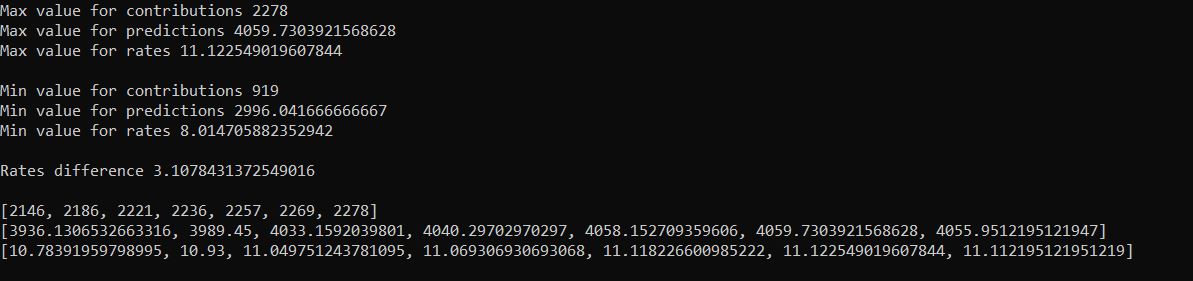 Max value for contributions 2278
Max value for predictions 4059.7303921568628
Max value for rates 11.122549019607844
Min value for contributions 919
Min value for predictions 2996.041666666667
Min value for rates 8.014705882352942
Rates difference 3.1078431372549016
[2146, 2186, 2221, 2236, 2257, 2269, 2278]
[3936.1306532663316, 3989.45, 4033.1592039801, 4040.29702970297, 4058.152709359606, 4059.7303921568628, 4055.9512195121947]
[10.78391959798995, 10.93, 11.049751243781095, 11.069306930693068, 11.118226600985222, 11.122549019607844, 11.112195121951219]